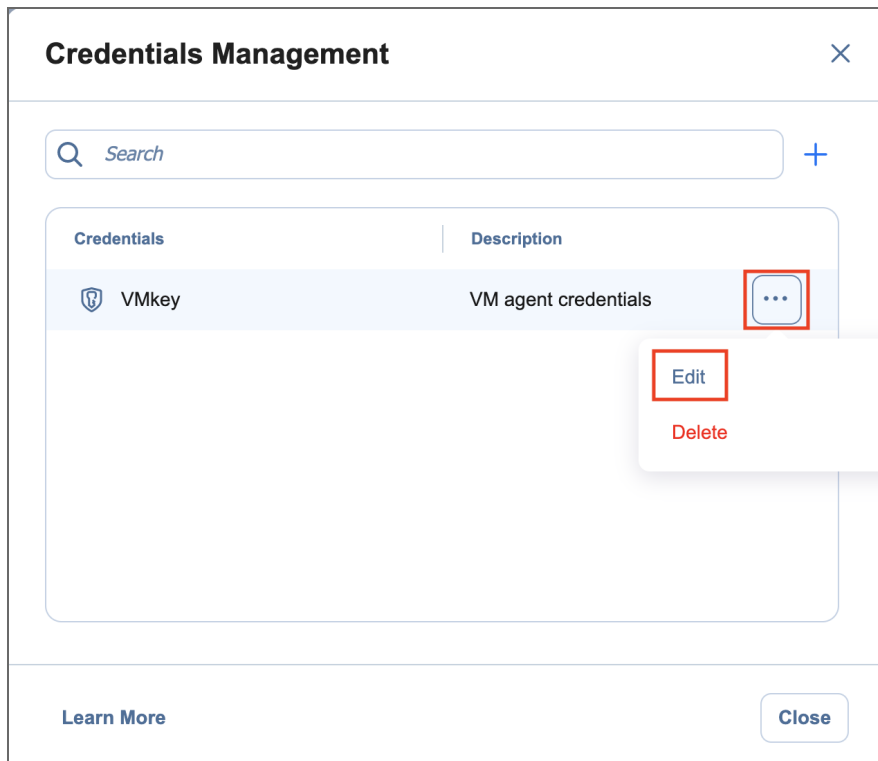 Credentials Management
Search
Credentials Description
VMkey VM agent credentials
Edit
Delete
Learn More Close